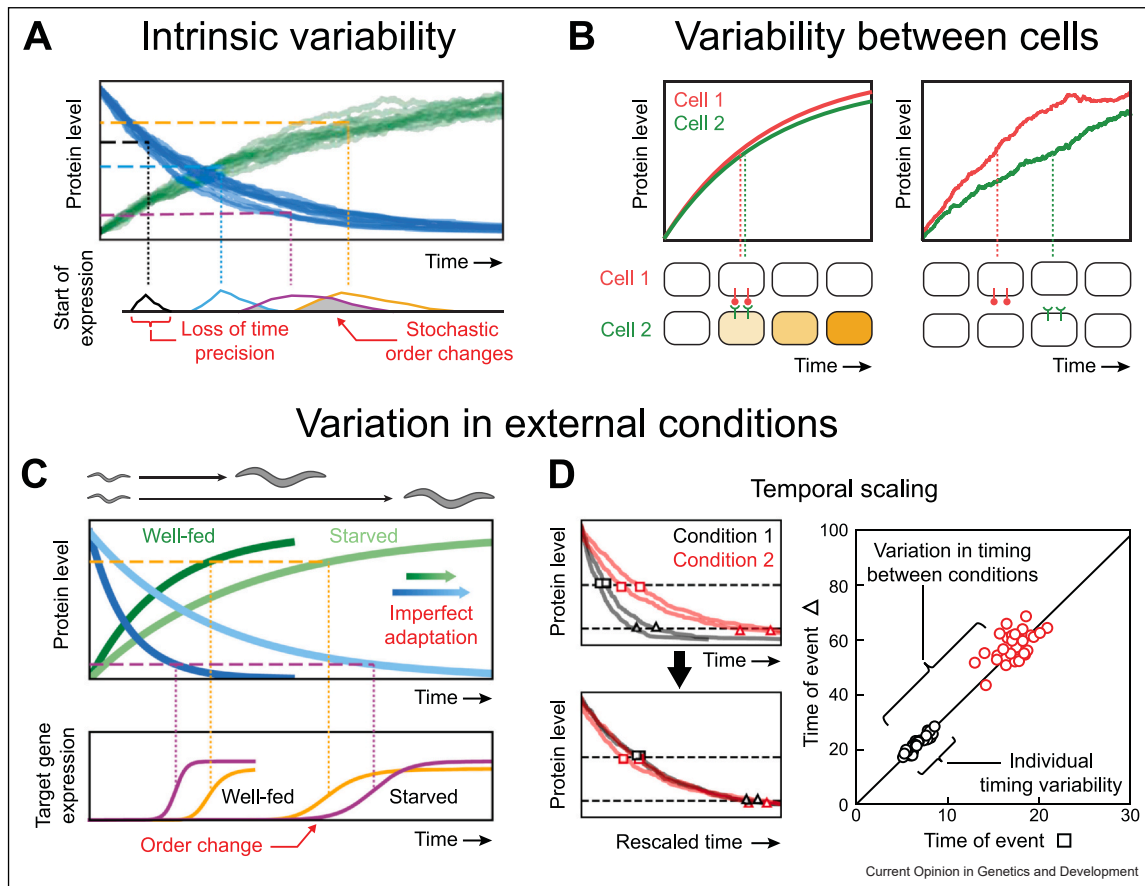 A
Intrinsic variability
Protein level
Time
Start of
expression
Loss of time
precision
Stochastic
order changes
B
Variability between cells
Protein level
Cell 1
Cell 2
Protein level
Cell 1
Cell 2
Time
Time
Variation in external conditions
C
Protein level
Well-fed
Starved
Imperfect
adaptation
Time
Target gene
expression
Well-fed
Starved
Order change
Time
D
Temporal scaling
Protein level
Condition 1
Condition 2
Time
Protein level
Rescaled time
Time of event
100
80
60
40
20
0
Variation in timing
between conditions
Individual
timing variability
0
10
20
30
Time of event
Current Opinion in Genetics and Development